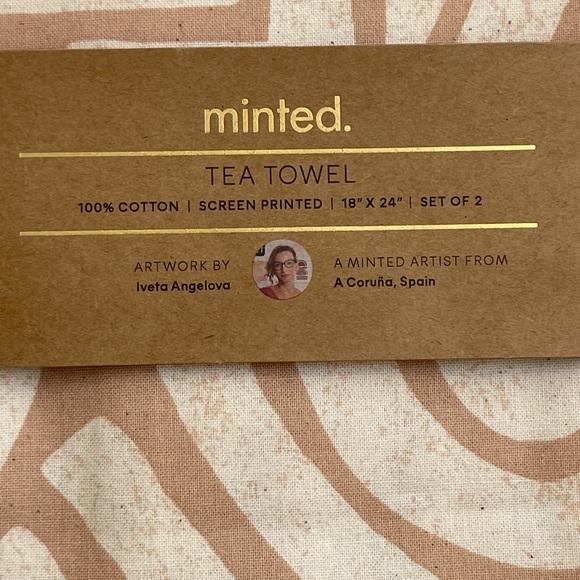 minted.
TEA TOWEL
100% COTTON | SCREEN PRINTED | 18" X 24" | SET OF 2
ARTWORK BY
Iveta Angelova
A MINTED ARTIST FROM
A Coruña, Spain